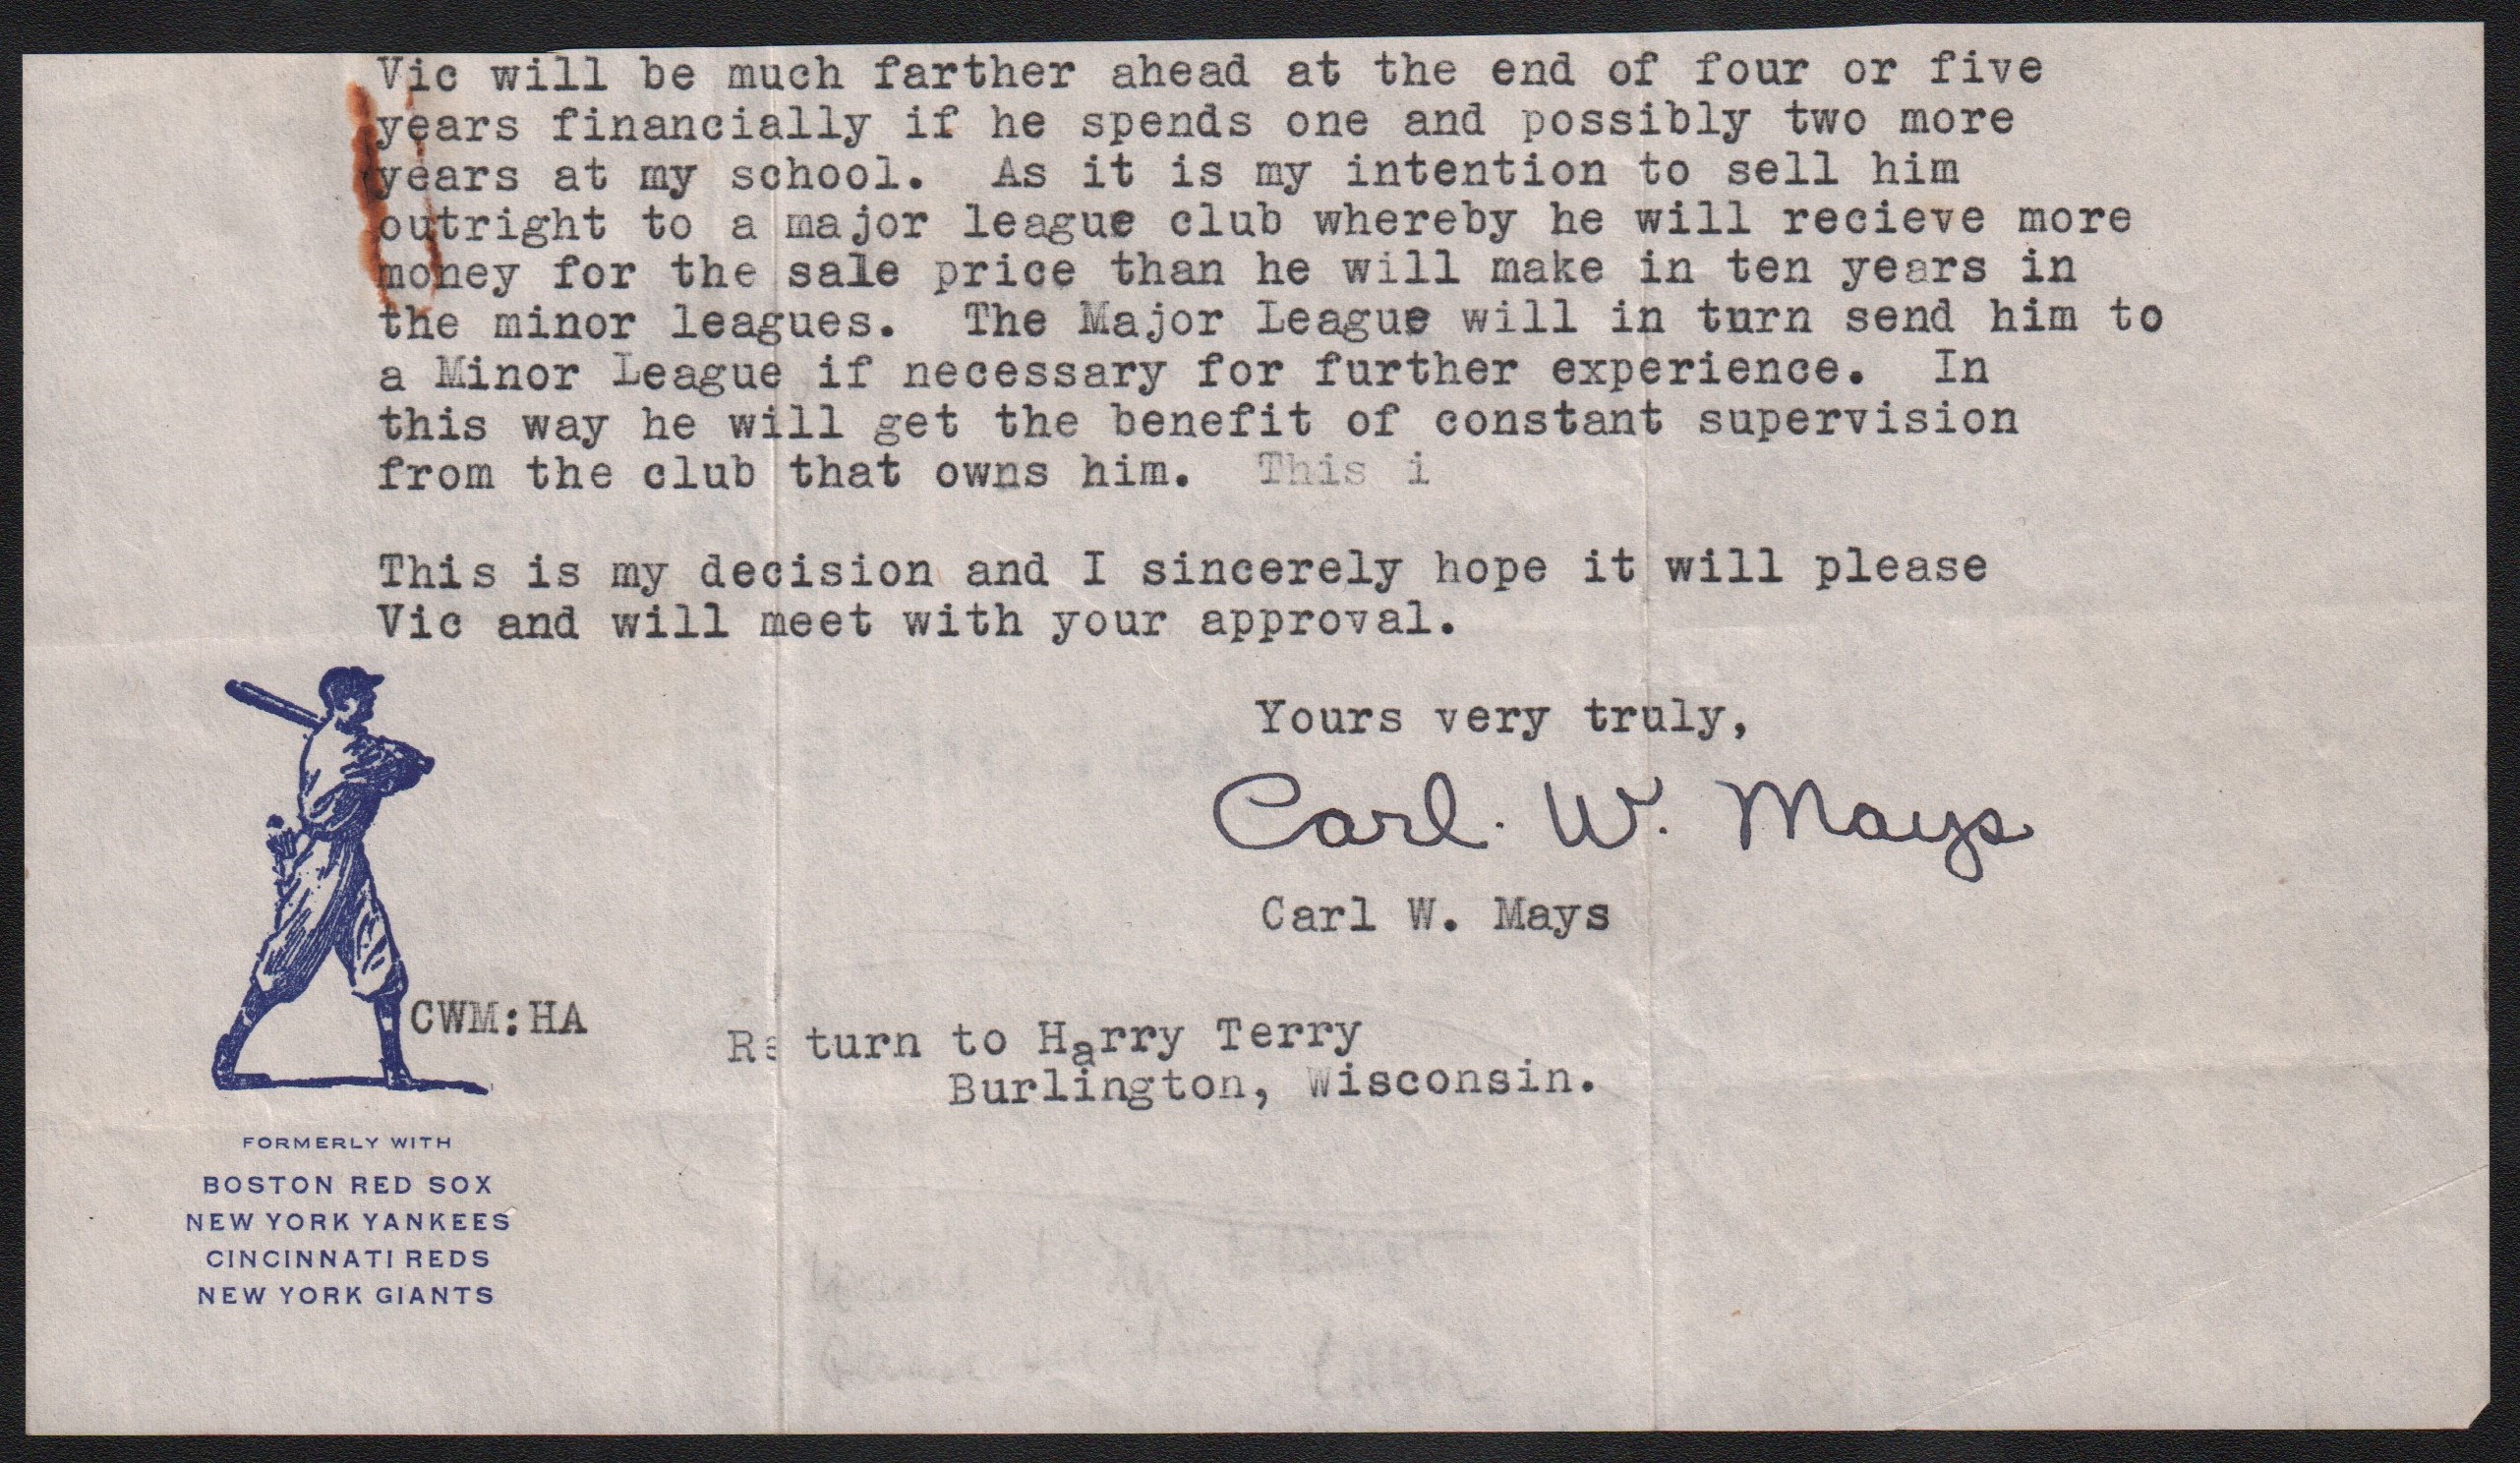 Vic will be much farther ahead at the end of four or five
years financially if he spends one and possibly two more
years at my school.  As it is my intention to sell him
outright to a major league club whereby he will recieve more
money for the sale price than he will make in ten years in
the minor leagues.  The Major League will in turn send him to
a Minor League if necessary for further experience.  In
this way he will get the benefit of constant supervision
from the club that owns him.  This i
This is my decision and I sincerely hope it will please
Vic and will meet with your approval.
Yours very truly,
Carl. W. Mays
Carl W. Mays
CWM:HA
Return to Harry Terry
Burlington, Wisconsin.
FORMERLY WITH
BOSTON RED SOX
NEW YORK YANKEES
CINCINNATI REDS
NEW YORK GIANTS